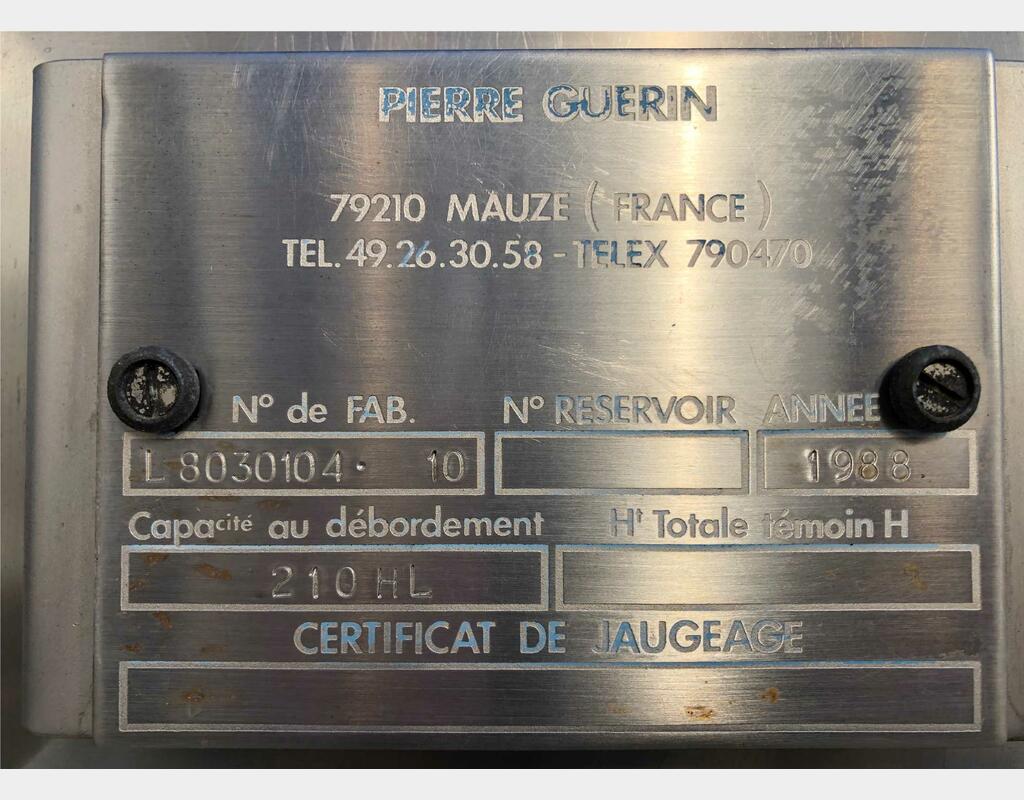 PIERRE GUERIN
79210 MAUZE ( FRANCE )
TEL. 49.26.30.58 - TELEX 790470
N° de FAB. N° RESERVOIR ANNEE
L 8030104. 10 1988
Capacité au débordement Ht Totale témoin H
210 HL
CERTIFICAT DE JAUGEAGE